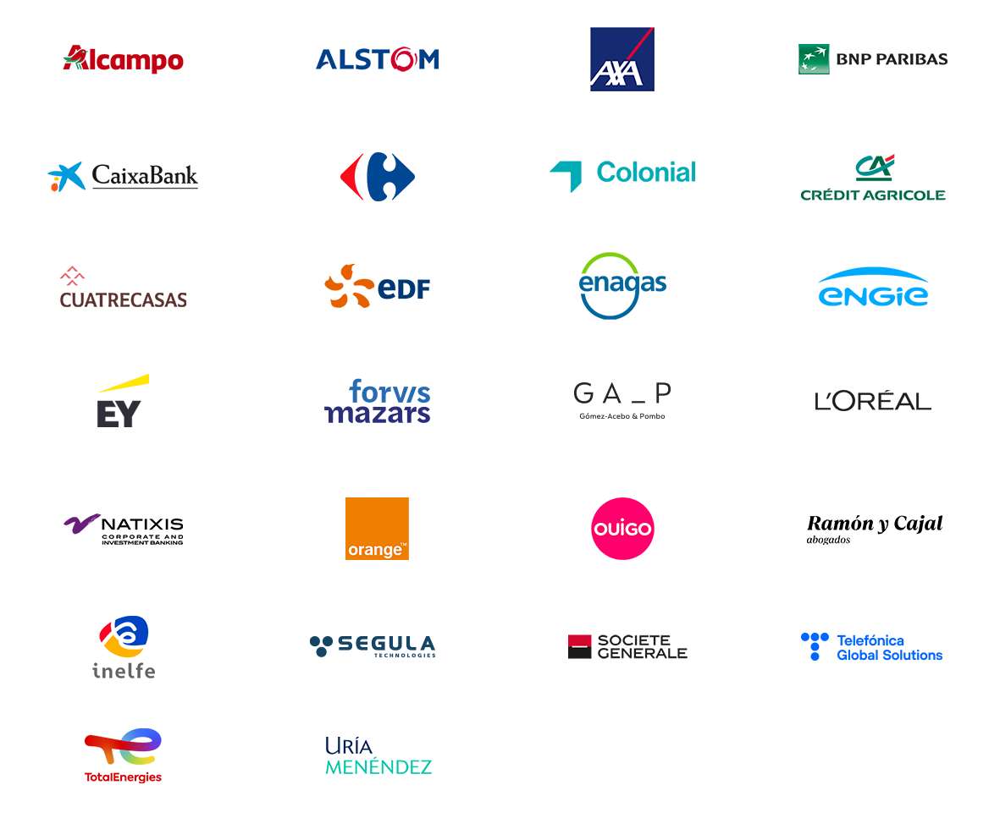 Alcampo
ALSTOM
AXA
BNP PARIBAS
CaixaBank
Colonial
CRÉDIT AGRICOLE
CUATRECASAS
eDF
enagas
eNGie
EY
forvis
mazars
GA_P
Gómez-Acebo & Pombo
L'ORÉAL
NATIXIS
CORPORATE AND
INVESTMENT BANKING
orange™
OUiGO
Ramón y Cajal
abogados
inelfe
SEGULA
TECHNOLOGIES
SOCIETE
GENERALE
Telefónica
Global Solutions
TotalEnergies
URÍA
MENÉNDEZ